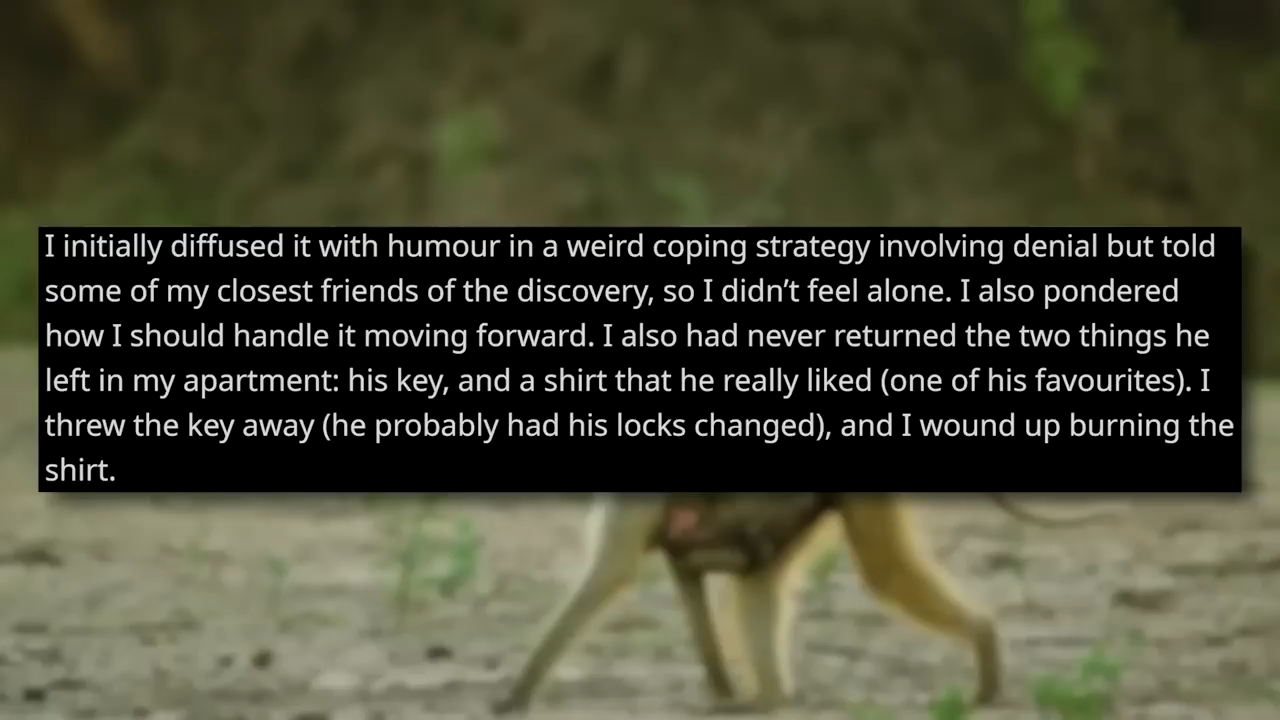 I initially diffused it with humour in a weird coping strategy involving denial but told
some of my closest friends of the discovery, so I didn’t feel alone. I also pondered
how I should handle it moving forward. I also had never returned the two things he
left in my apartment: his key, and a shirt that he really liked (one of his favourites). I
threw the key away (he probably had his locks changed), and I wound up burning the
shirt.